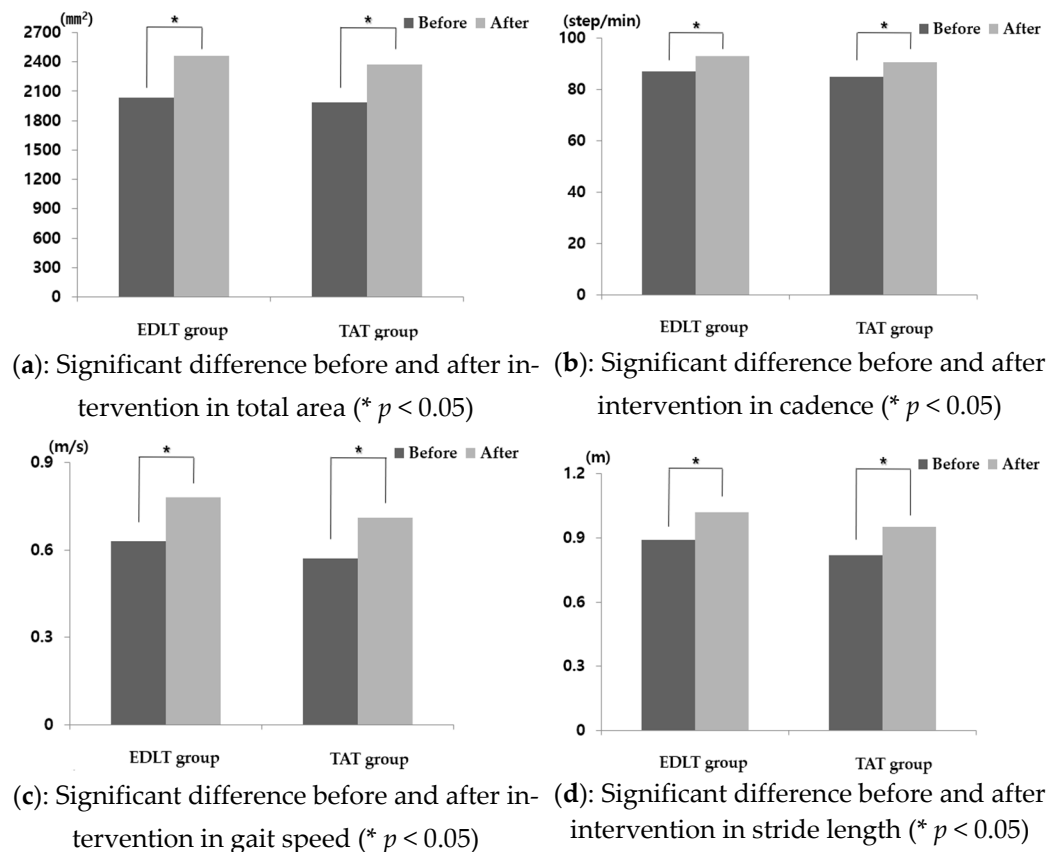 (mm²)
*
*
Before
After
2700
2400
2100
1800
1500
1200
900
600
300
0
EDLT group
TAT group
(a): Significant difference before and after in-
tervention in total area (* p < 0.05)
(step/min)
*
*
Before
After
100
80
60
40
20
0
EDLT group
TAT group
(b): Significant difference before and after
intervention in cadence (* p < 0.05)
(m/s)
*
*
Before
After
0.9
0.6
0.3
0
EDLT group
TAT group
(c): Significant difference before and after in-
tervention in gait speed (* p < 0.05)
(m)
*
*
Before
After
1.2
0.9
0.6
0.3
0
EDLT group
TAT group
(d): Significant difference before and after
intervention in stride length (* p < 0.05)